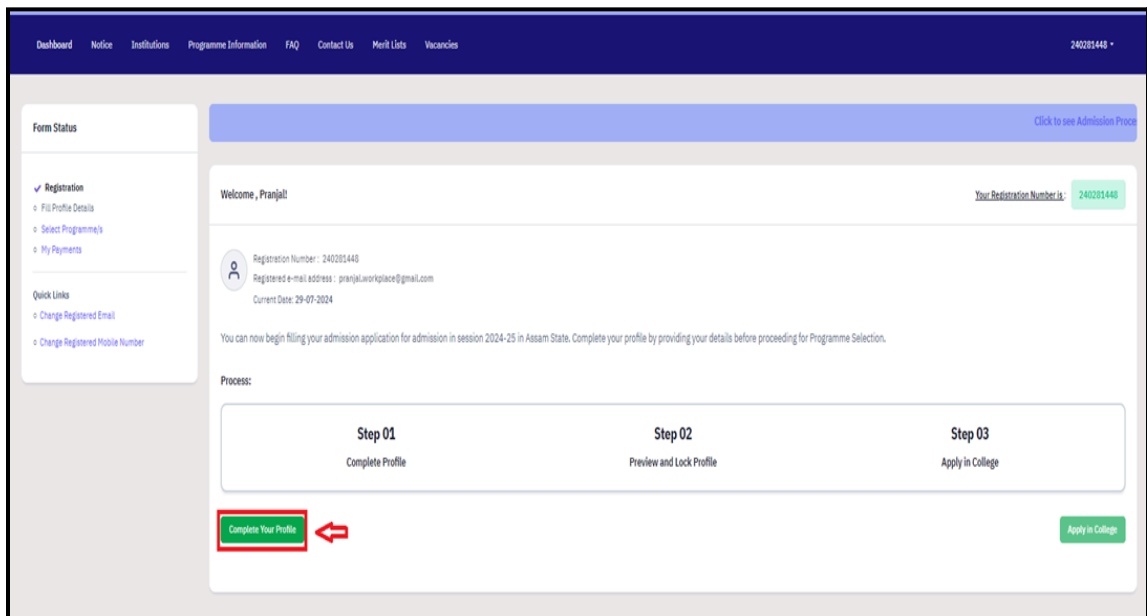 Dashboard Notice Institutions Programme Information FAQ Contact Us Merit Lists Vacancies 240281448
Form Status
Click to see Admission Proce
Registration
Fill Profile Details
Select Programme/s
My Payments
Quick Links
Change Registered Email
Change Registered Mobile Number
Welcome , Pranjal!
Your Registration Number is : 240281448
Registration Number : 240281448
Registered e-mail address : pranjal.workplace@gmail.com
Current Date: 29-07-2024
You can now begin filling your admission application for admission in session 2024-25 in Assam State. Complete your profile by providing your details before proceeding for Programme Selection.
Process:
Step 01
Complete Profile
Step 02
Preview and Lock Profile
Step 03
Apply in College
Complete Your Profile
Apply in College